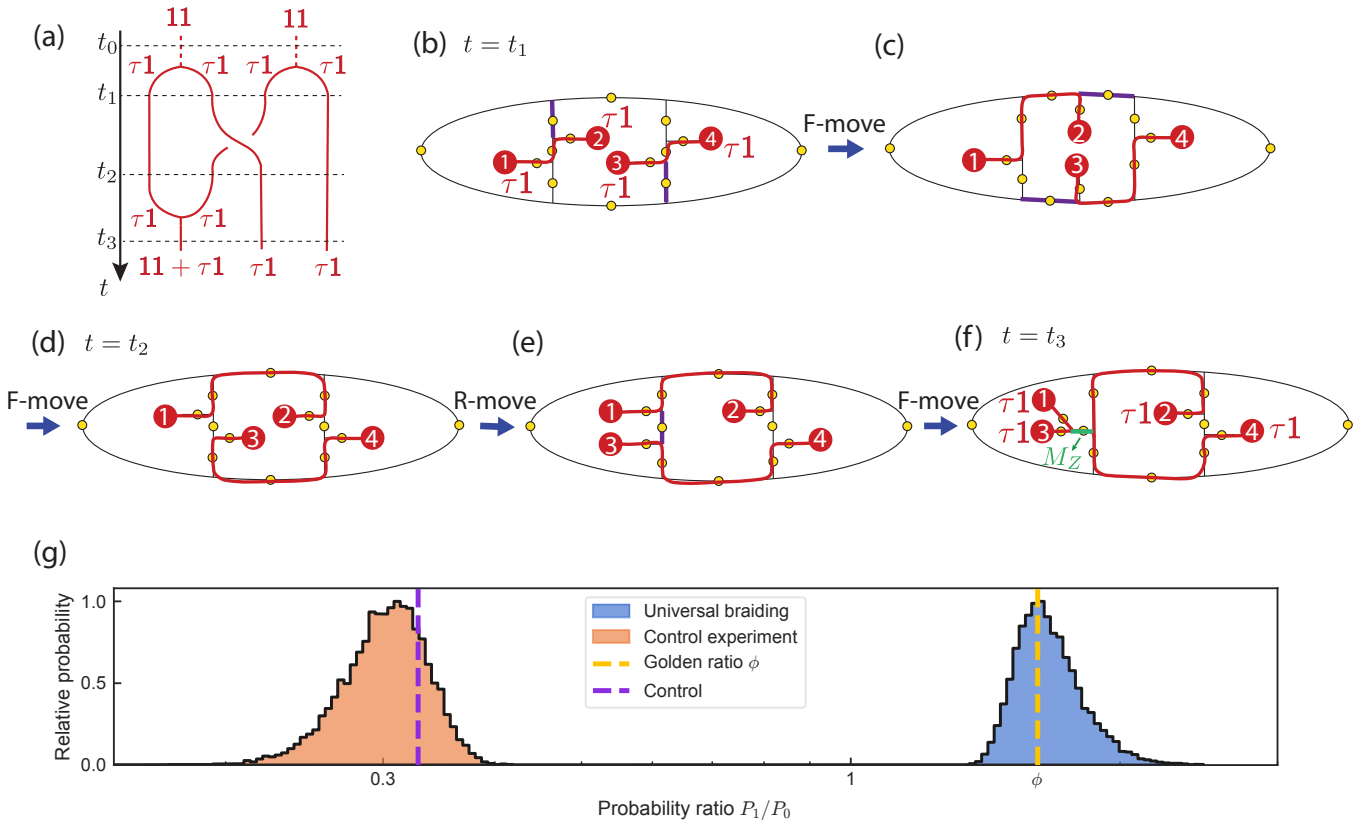 (a)
11 11
t₀
τ1 τ1 τ1 τ1
t₁
t₂
τ1 τ1
t₃
11 + τ1 τ1 τ1
t
(b) t = t₁
τ1
2
4
1
3
τ1
τ1
τ1
F-move
(c)
2
1
3
4
F-move
(d) t = t₂
1
2
3
4
R-move
(e)
1
2
3
4
F-move
(f) t = t₃
τ1
1
τ1
3
τ1
2
4
τ1
M_Z
(g)
Relative probability
1.0
0.5
0.0
Universal braiding
Control experiment
Golden ratio ϕ
Control
0.3 1 ϕ
Probability ratio P₁/P₀